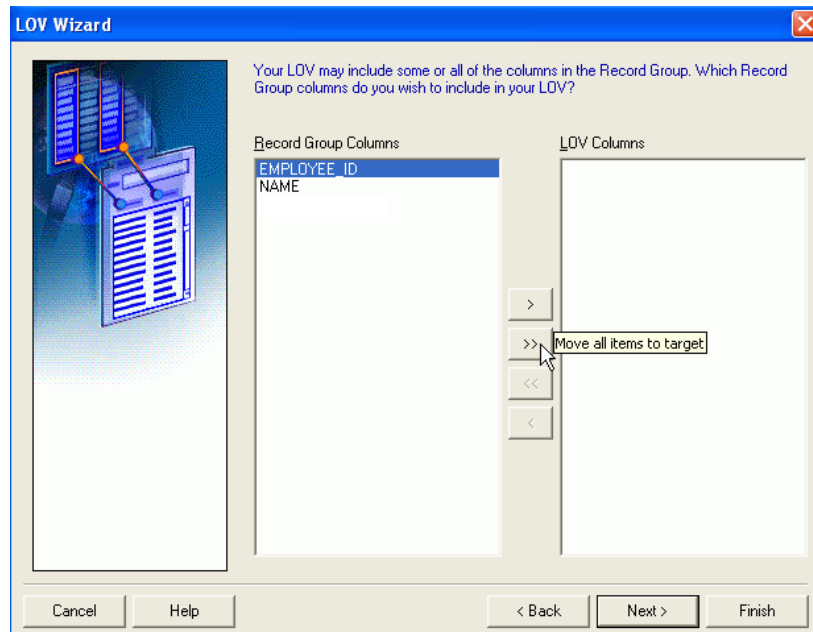 LOV Wizard
Your LOV may include some or all of the columns in the Record Group. Which Record
Group columns do you wish to include in your LOV?
Record Group Columns
LOV Columns
EMPLOYEE_ID
NAME
>
>>
Move all items to target
<<
<
Cancel
Help
< Back
Next >
Finish